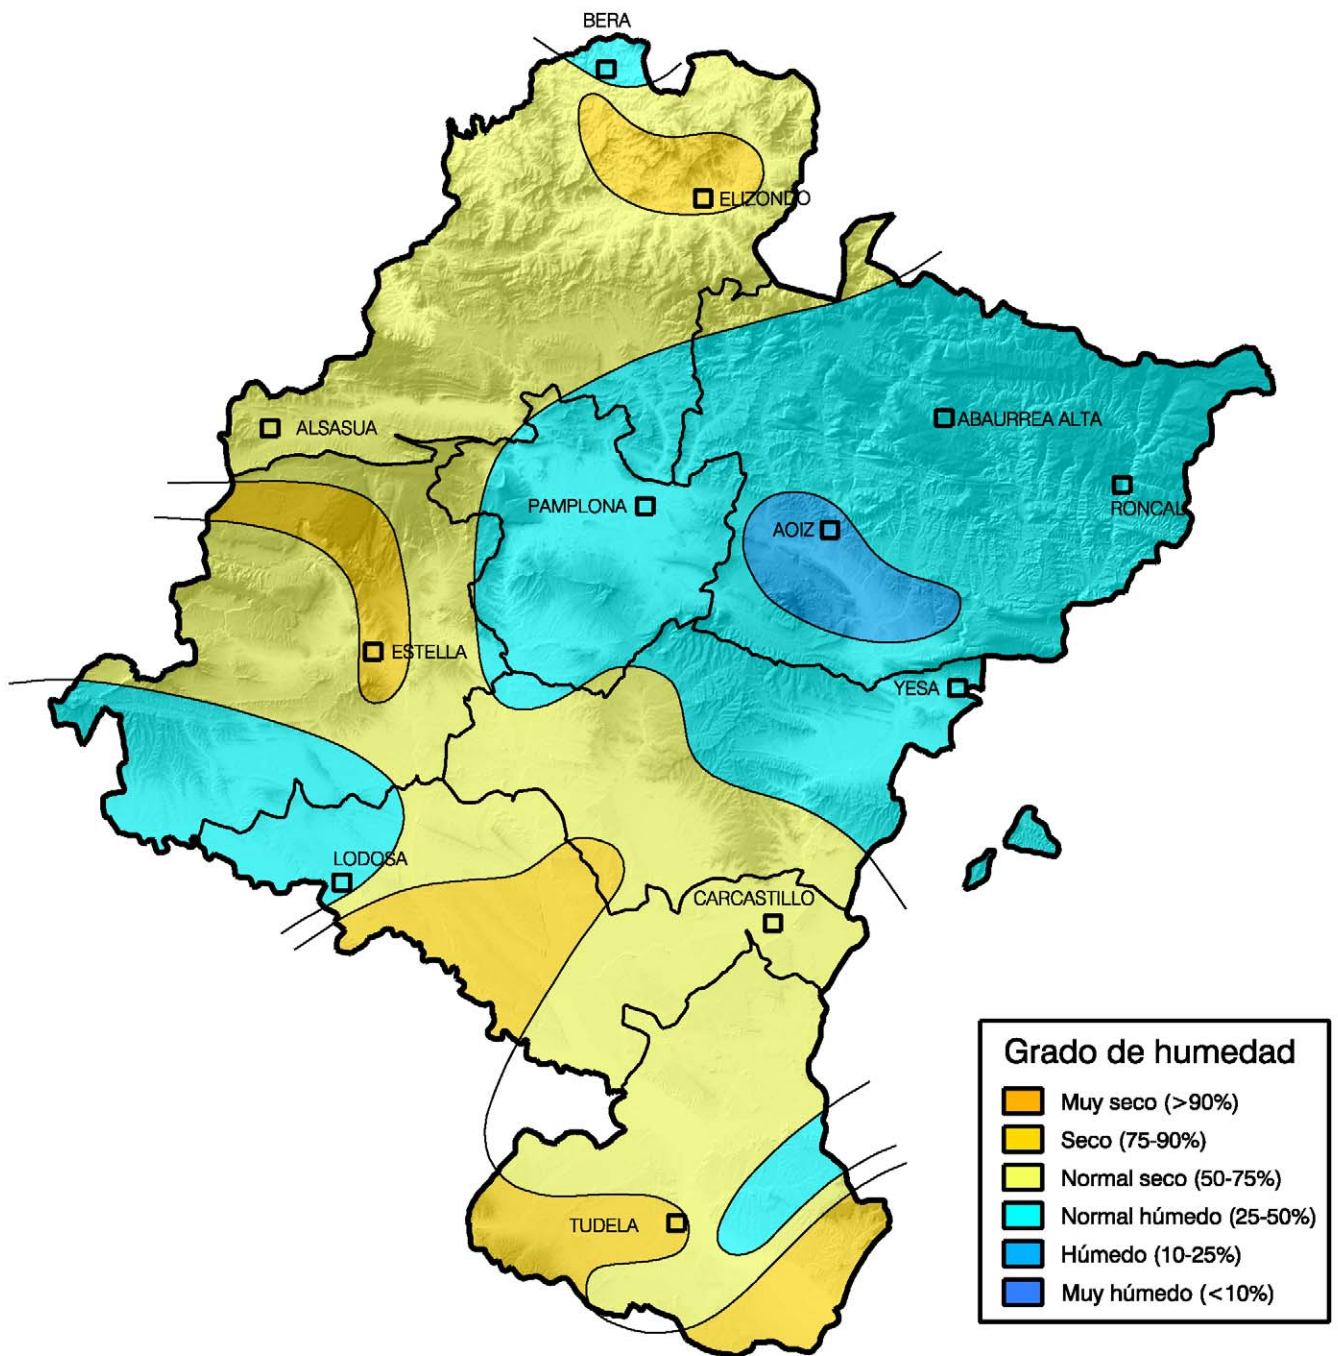 BERA
ELIZONDO
ALSASUA
ABAURREA ALTA
PAMPLONA
RONCAL
AOIZ
ESTELLA
YESA
LODOSA
CARCASTILLO
TUDELA
Grado de humedad
Muy seco (>90%)
Seco (75-90%)
Normal seco (50-75%)
Normal húmedo (25-50%)
Húmedo (10-25%)
Muy húmedo (<10%)